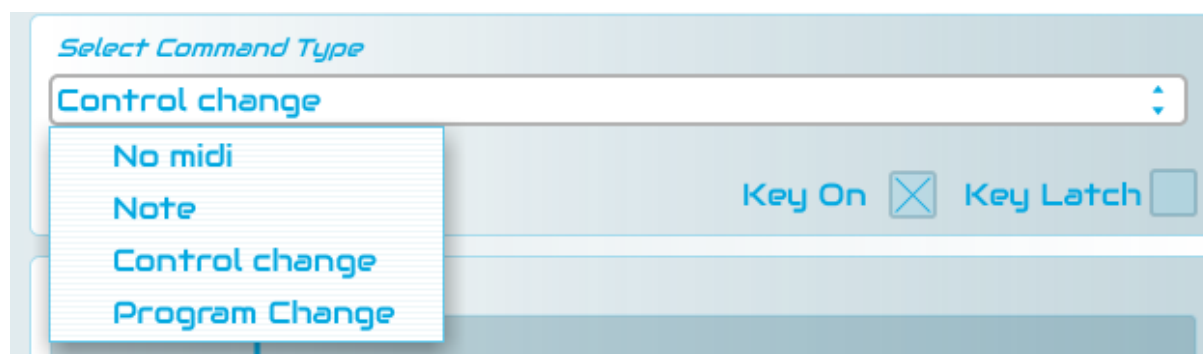 Select Command Type
Control change
No midi
Note
Control change
Program Change
Key On
Key Latch